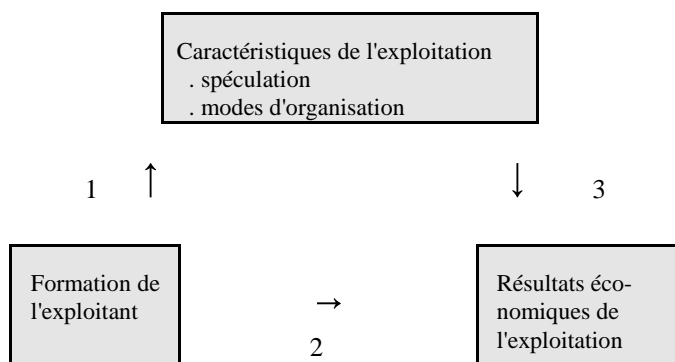 Caractéristiques de l'exploitation
. spéculation
. modes d'organisation
1 ↑ ↓ 3
Formation de
l'exploitant
→
2
Résultats éco-
nomiques de
l'exploitation